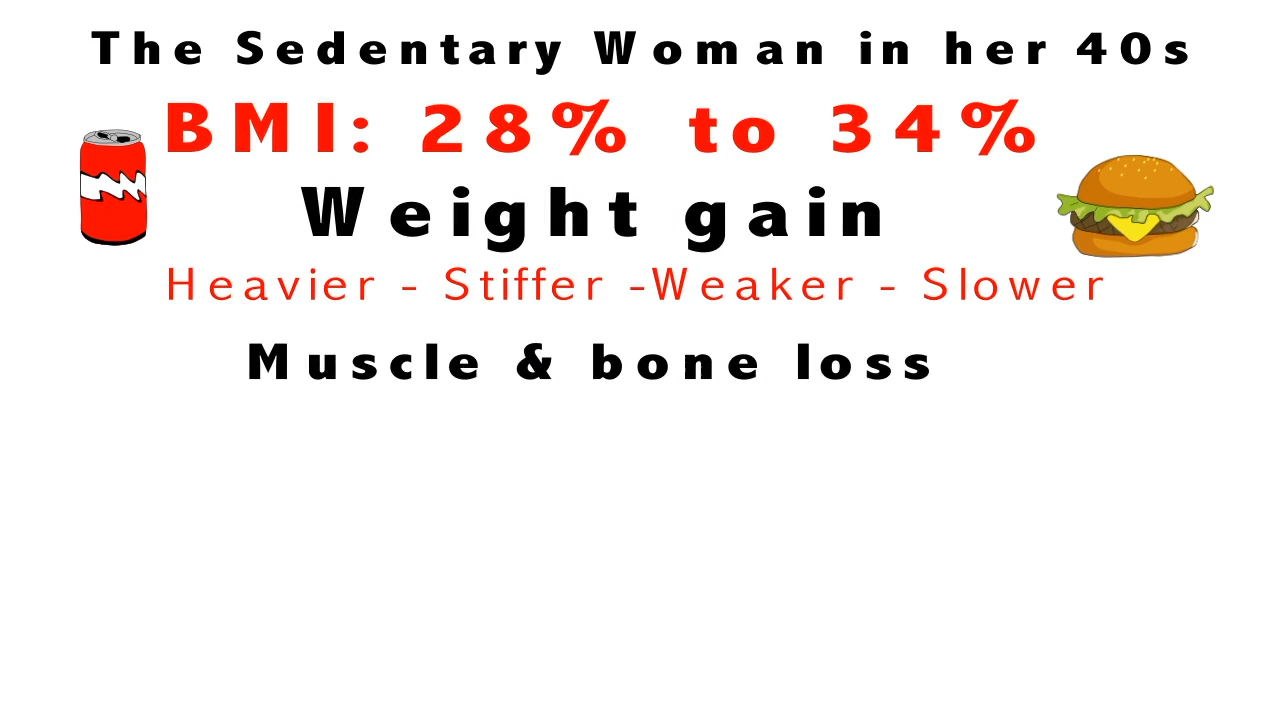 The Sedentary Woman in her 40s
BMI: 28% to 34%
Weight gain
Heavier - Stiffer -Weaker - Slower
Muscle & bone loss